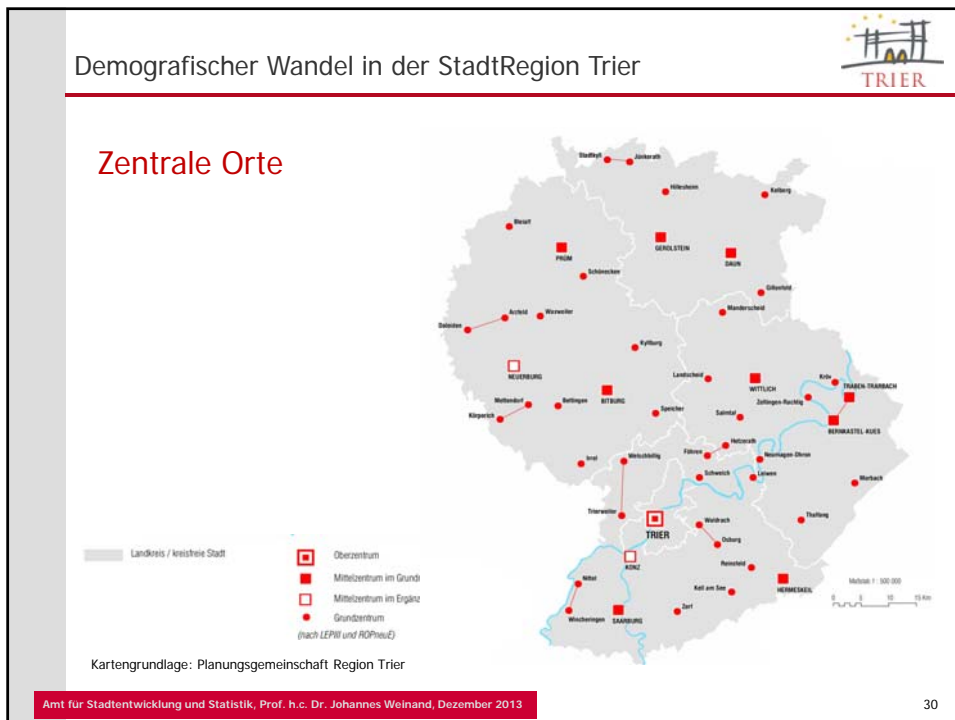 Demografischer Wandel in der StadtRegion Trier
TRIER
Zentrale Orte
Stadtkyll
Jünkerath
Hillesheim
Kelberg
Bleialf
PRÜM
GEROLSTEIN
DAUN
Schönecken
Gillenfeld
Manderscheid
Daleiden
Arzfeld
Waxweiler
Kyllburg
NEUERBURG
Landscheid
WITTLICH
Kröv
TRABEN-TRARBACH
Zeltingen-Rachtig
Mettendorf
Bettingen
BITBURG
Körperich
Speicher
Salmtal
BERNKASTEL-KUES
Hetzerath
Föhren
Irrel
Welschbillig
Neumagen-Dhron
Schweich
Leiwen
Morbach
Trierweiler
TRIER
Waldrach
Thalfang
Osburg
KONZ
Reinsfeld
Nittel
Kell am See
HERMESKEIL
Wincheringen
SAARBURG
Zerf
Maßstab 1 : 500 000
0 5 10 15 Km
Landkreis / kreisfreie Stadt
Oberzentrum
Mittelzentrum im Grund
Mittelzentrum im Ergänz
Grundzentrum
(nach LEPIII und ROPneuE)
Kartengrundlage: Planungsgemeinschaft Region Trier
Amt für Stadtentwicklung und Statistik, Prof. h.c. Dr. Johannes Weinand, Dezember 2013
30